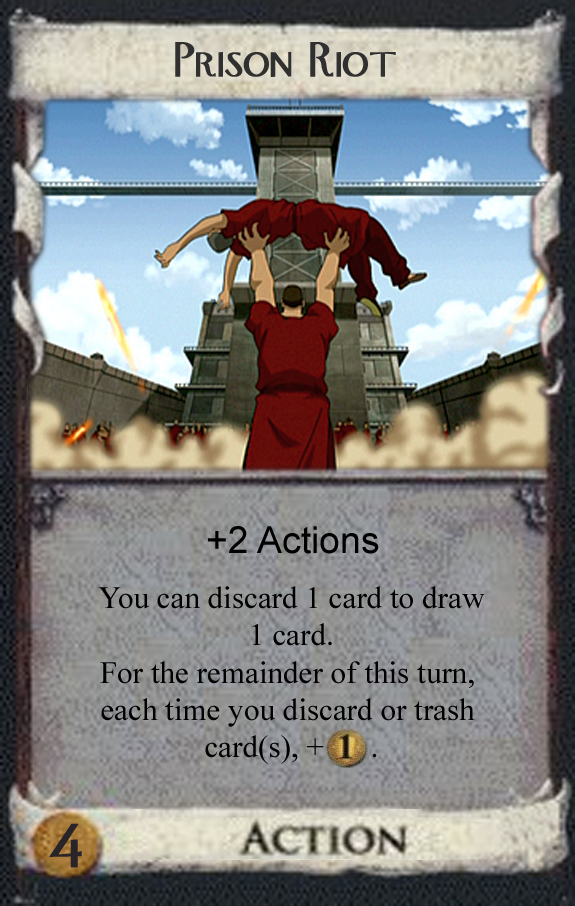 Prison Riot
+2 Actions
You can discard 1 card to draw
1 card.
For the remainder of this turn,
each time you discard or trash
card(s), +1 .
4 Action